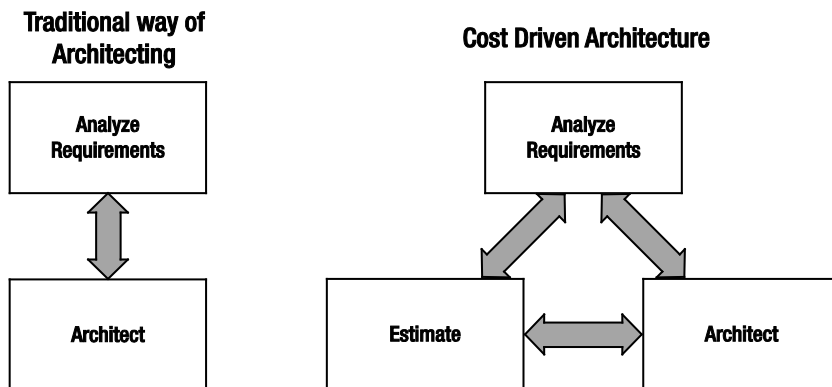 Traditional way of
Architecting
Analyze
Requirements
Architect
Cost Driven Architecture
Analyze
Requirements
Estimate
Architect